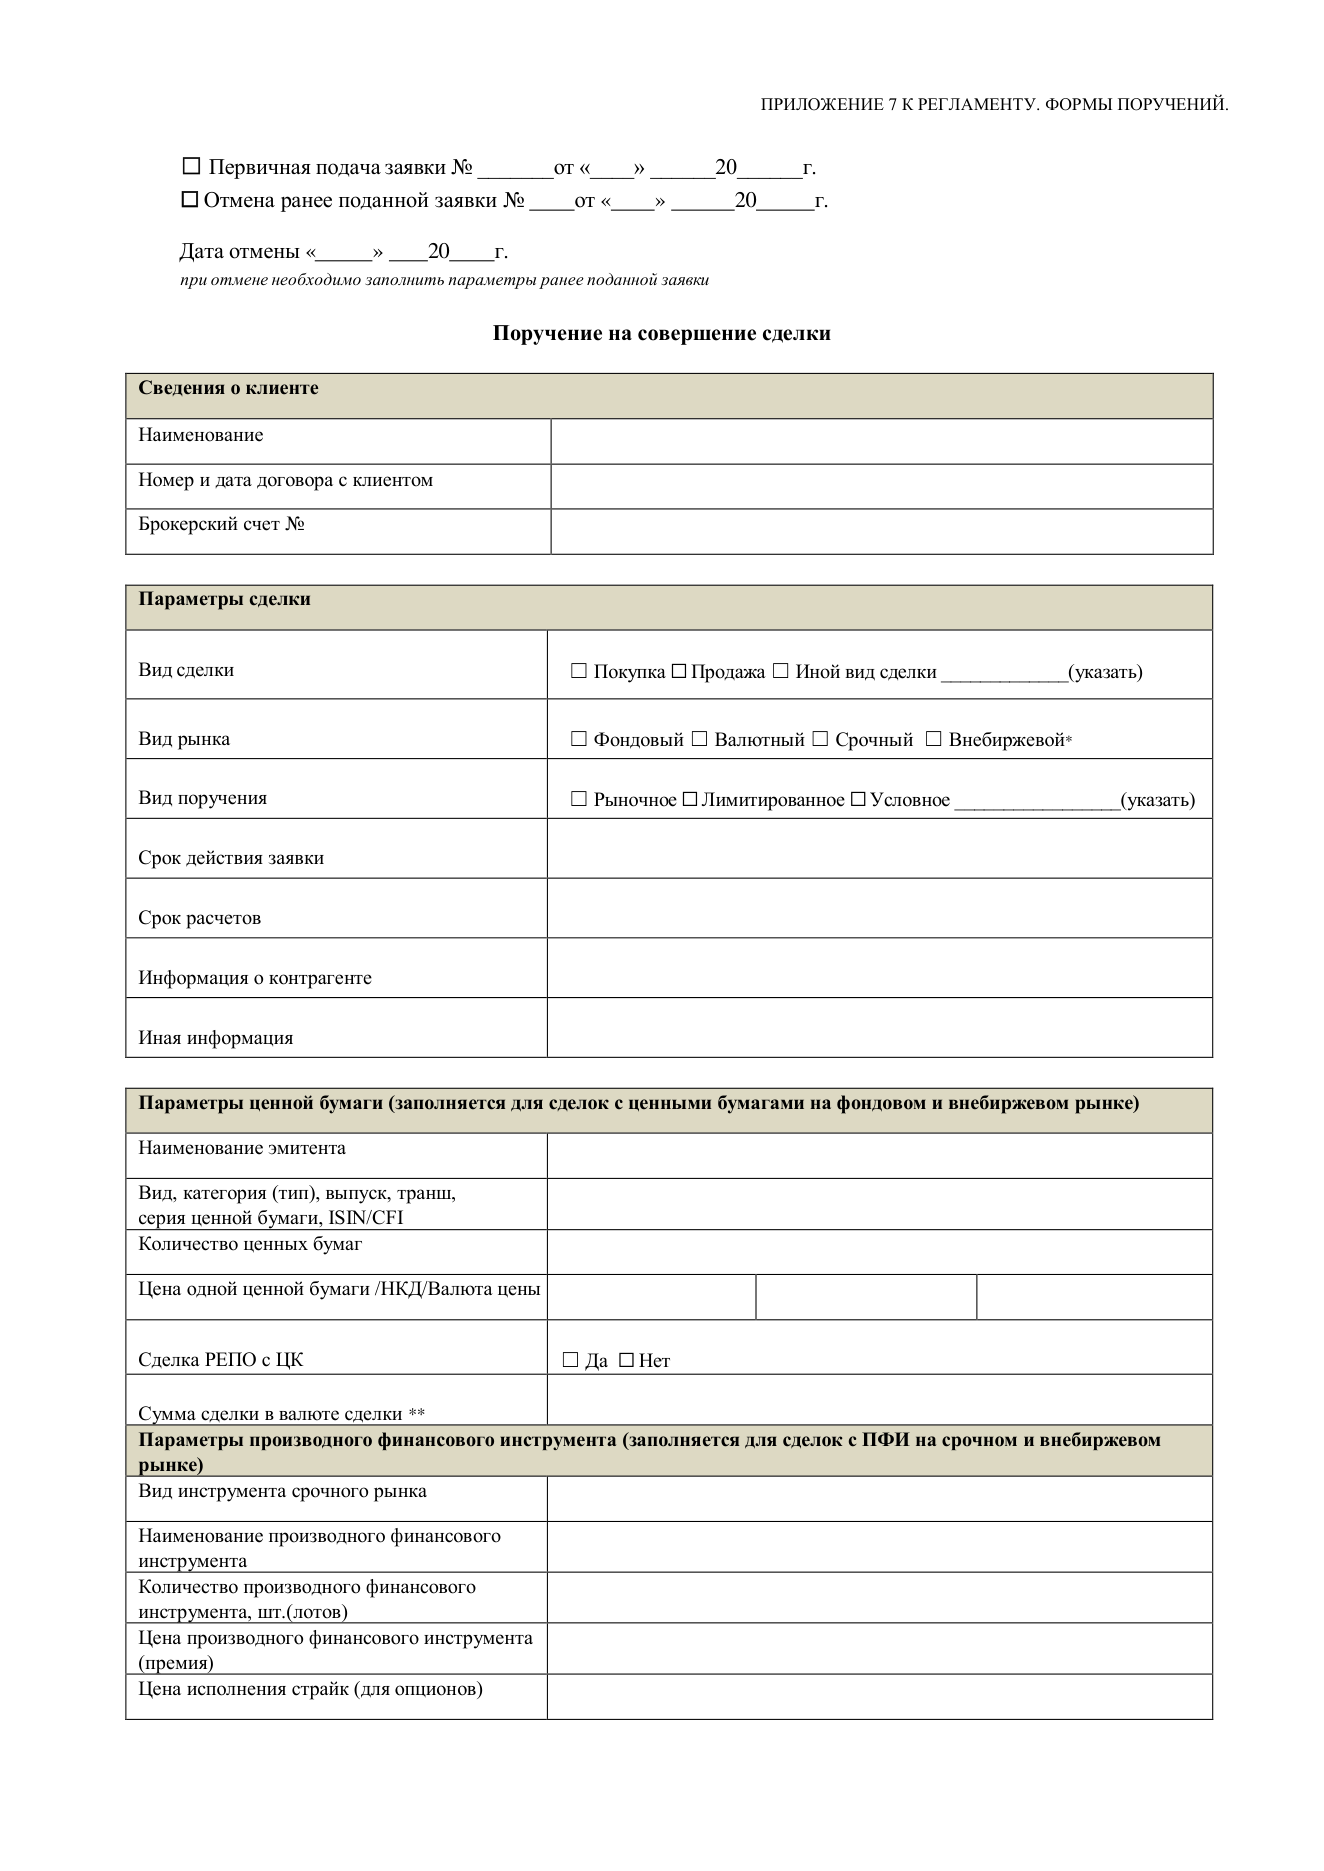 ПРИЛОЖЕНИЕ 7 К РЕГЛАМЕНТУ. ФОРМЫ ПОРУЧЕНИЙ.
☐ Первичная подача заявки № _______от «____» ______20______г.
☐ Отмена ранее поданной заявки № ____от «____» ______20_____г.
Дата отмены «_____» ____20____г.
при отмене необходимо заполнить параметры ранее поданной заявки
Поручение на совершение сделки
Сведения о клиенте
Наименование
Номер и дата договора с клиентом
Брокерский счет №
Параметры сделки
Вид сделки ☐ Покупка ☐ Продажа ☐ Иной вид сделки _____________(указать)
Вид рынка ☐ Фондовый ☐ Валютный ☐ Срочный ☐ Внебиржевой*
Вид поручения ☐ Рыночное ☐ Лимитированное ☐ Условное _________________(указать)
Срок действия заявки
Срок расчетов
Информация о контрагенте
Иная информация
Параметры ценной бумаги (заполняется для сделок с ценными бумагами на фондовом и внебиржевом рынке)
Наименование эмитента
Вид, категория (тип), выпуск, транш,
серия ценной бумаги, ISIN/CFI
Количество ценных бумаг
Цена одной ценной бумаги /НКД/Валюта цены
Сделка РЕПО с ЦК ☐ Да ☐ Нет
Сумма сделки в валюте сделки **
Параметры производного финансового инструмента (заполняется для сделок с ПФИ на срочном и внебиржевом
рынке)
Вид инструмента срочного рынка
Наименование производного финансового
инструмента
Количество производного финансового
инструмента, шт.(лотов)
Цена производного финансового инструмента
(премия)
Цена исполнения страйк (для опционов)